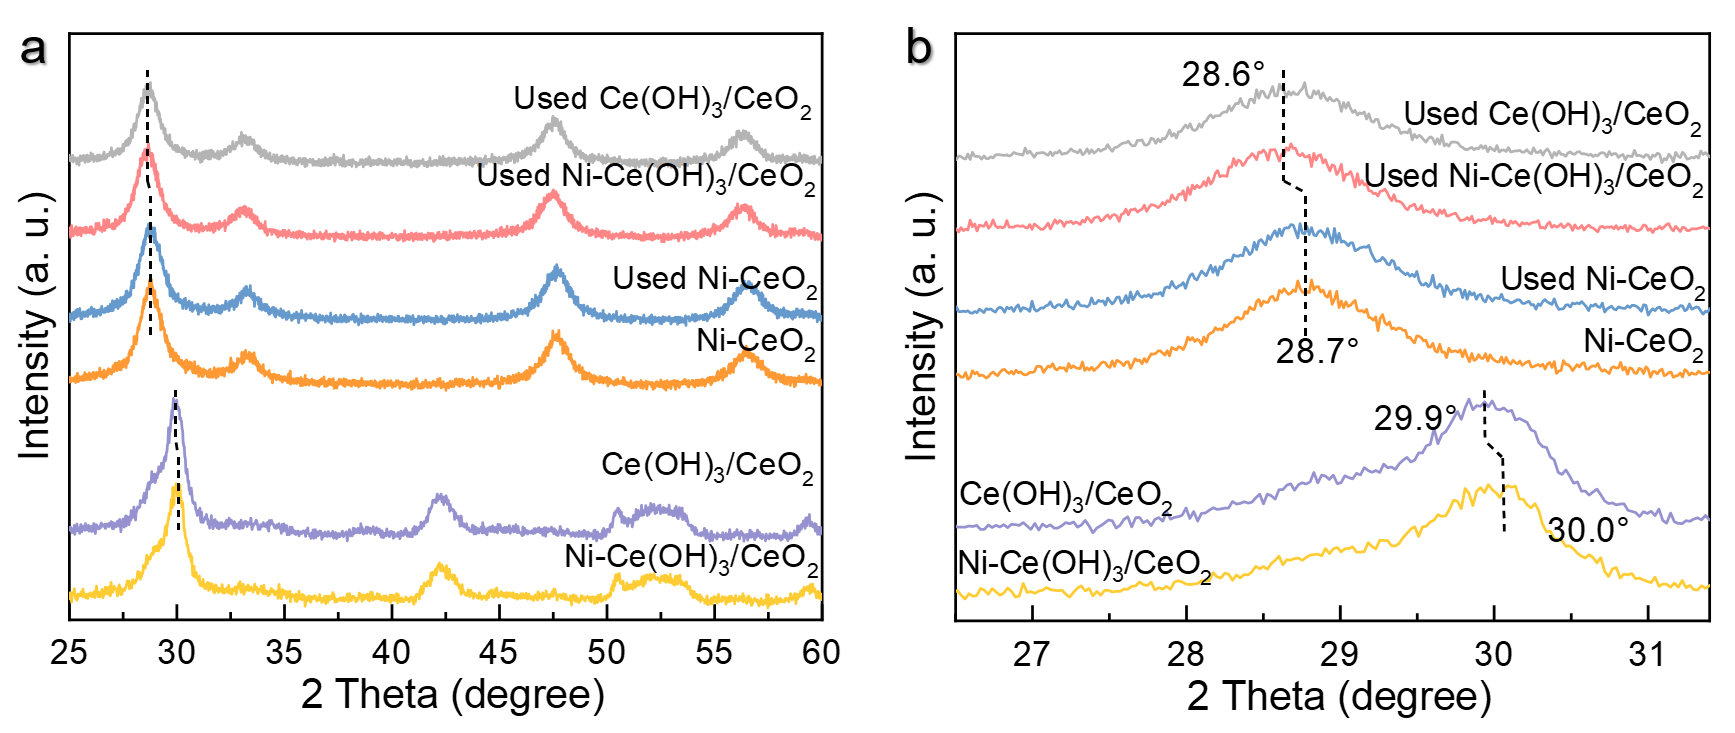 a
Used Ce(OH)₃/CeO₂
Used Ni-Ce(OH)₃/CeO₂
Used Ni-CeO₂
Ni-CeO₂
Ce(OH)₃/CeO₂
Ni-Ce(OH)₃/CeO₂
Intensity (a. u.)
25 30 35 40 45 50 55 60
2 Theta (degree)
b
28.6°
Used Ce(OH)₃/CeO₂
Used Ni-Ce(OH)₃/CeO₂
Used Ni-CeO₂
Ni-CeO₂
28.7°
29.9°
Ce(OH)₃/CeO₂
30.0°
Ni-Ce(OH)₃/CeO₂
Intensity (a. u.)
27 28 29 30 31
2 Theta (degree)